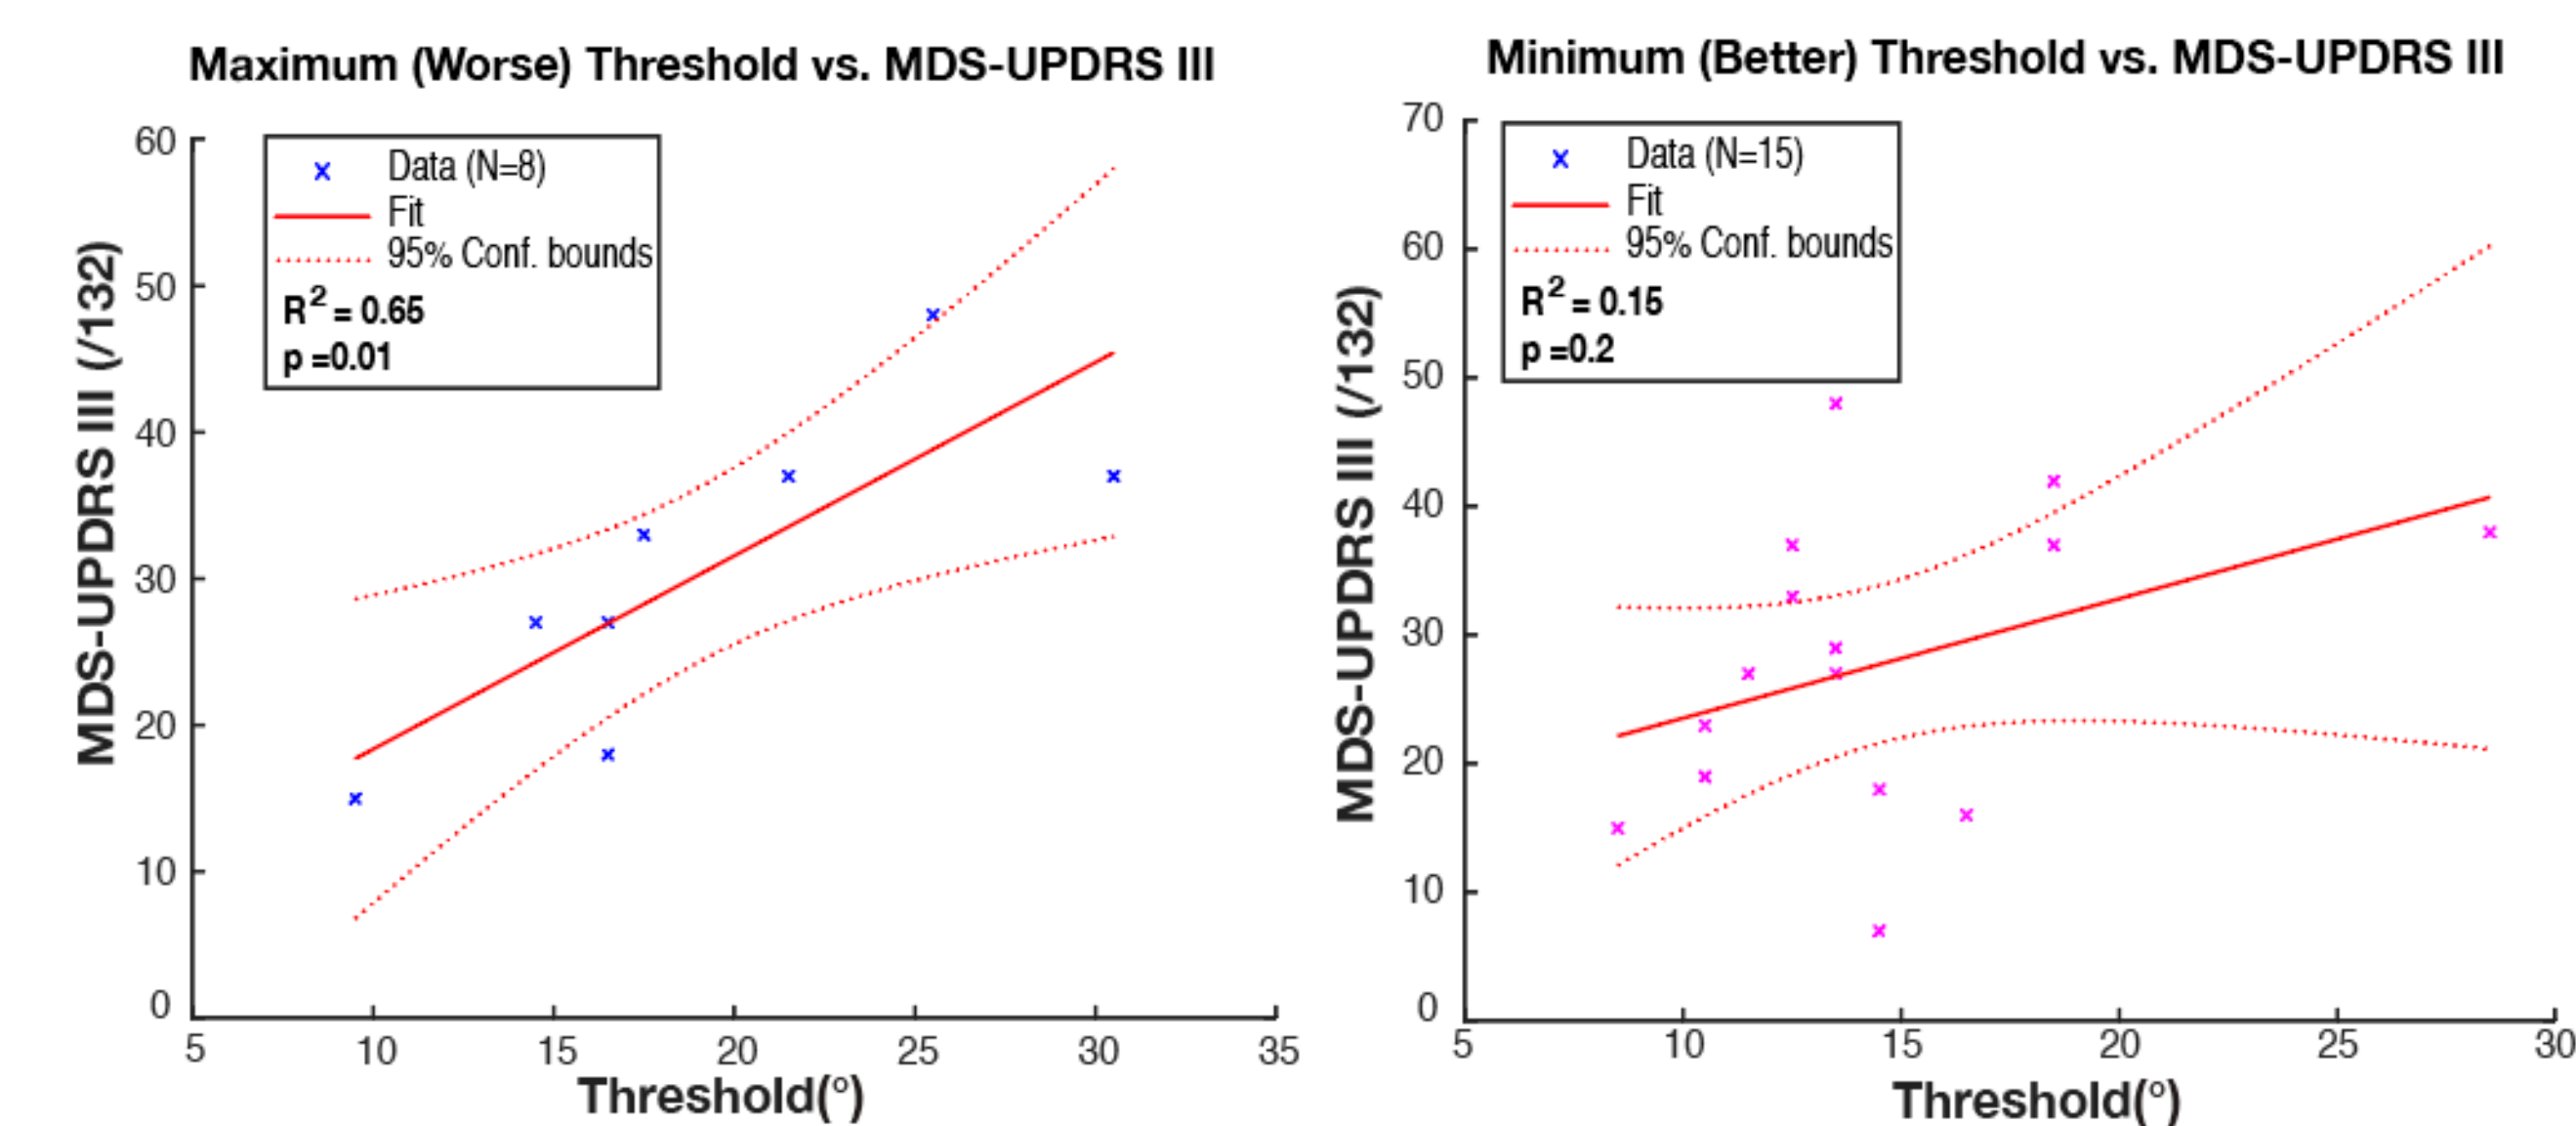 Maximum (Worse) Threshold vs. MDS-UPDRS III
MDS-UPDRS III (/132)
60
50
40
30
20
10
0
Data (N=8)
Fit
95% Conf. bounds
R² = 0.65
p =0.01
5 10 15 20 25 30 35
Threshold(°)
Minimum (Better) Threshold vs. MDS-UPDRS III
MDS-UPDRS III (/132)
70
60
50
40
30
20
10
0
Data (N=15)
Fit
95% Conf. bounds
R² = 0.15
p =0.2
5 10 15 20 25 30
Threshold(°)